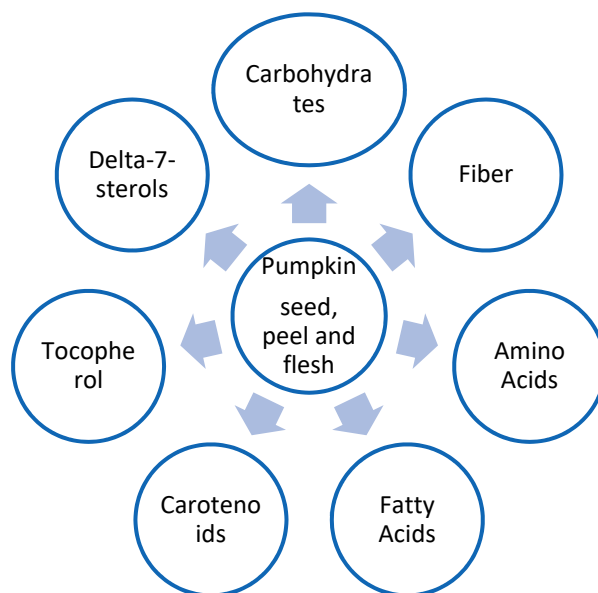 Carbohydra
tes
Fiber
Amino
Acids
Fatty
Acids
Caroteno
ids
Tocophe
rol
Delta-7-
sterols
Pumpkin
seed,
peel and
flesh